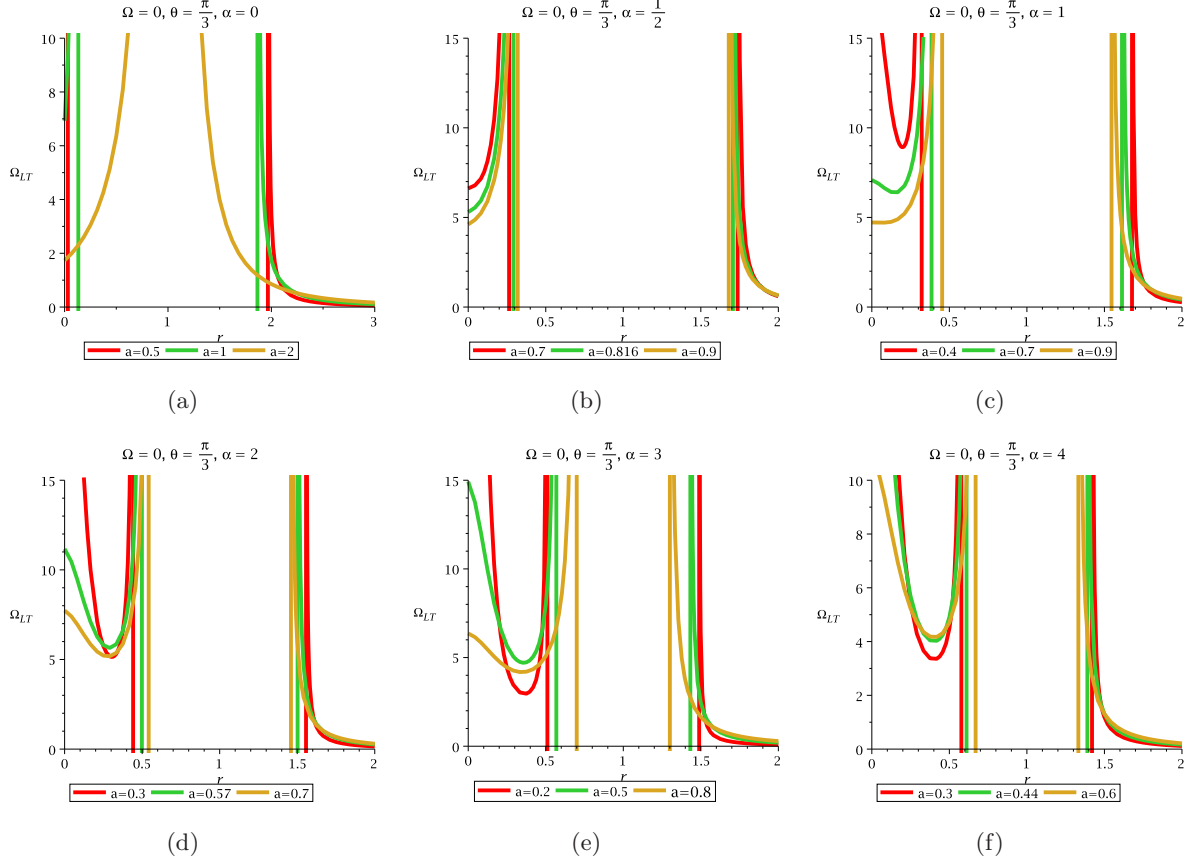 Ω = 0, θ = π/3, α = 0
10
8
6
Ω_LT
4
2
0
0 1 2 3
r
a=0.5 a=1 a=2
(a)
Ω = 0, θ = π/3, α = 1/2
15
10
Ω_LT
5
0
0 0.5 1 1.5 2
r
a=0.7 a=0.816 a=0.9
(b)
Ω = 0, θ = π/3, α = 1
15
10
Ω_LT
5
0
0 0.5 1 1.5 2
r
a=0.4 a=0.7 a=0.9
(c)
Ω = 0, θ = π/3, α = 2
15
10
Ω_LT
5
0
0 0.5 1 1.5 2
r
a=0.3 a=0.57 a=0.7
(d)
Ω = 0, θ = π/3, α = 3
15
10
Ω_LT
5
0
0 0.5 1 1.5 2
r
a=0.2 a=0.5 a=0.8
(e)
Ω = 0, θ = π/3, α = 4
10
8
6
Ω_LT
4
2
0
0 0.5 1 1.5 2
r
a=0.3 a=0.44 a=0.6
(f)